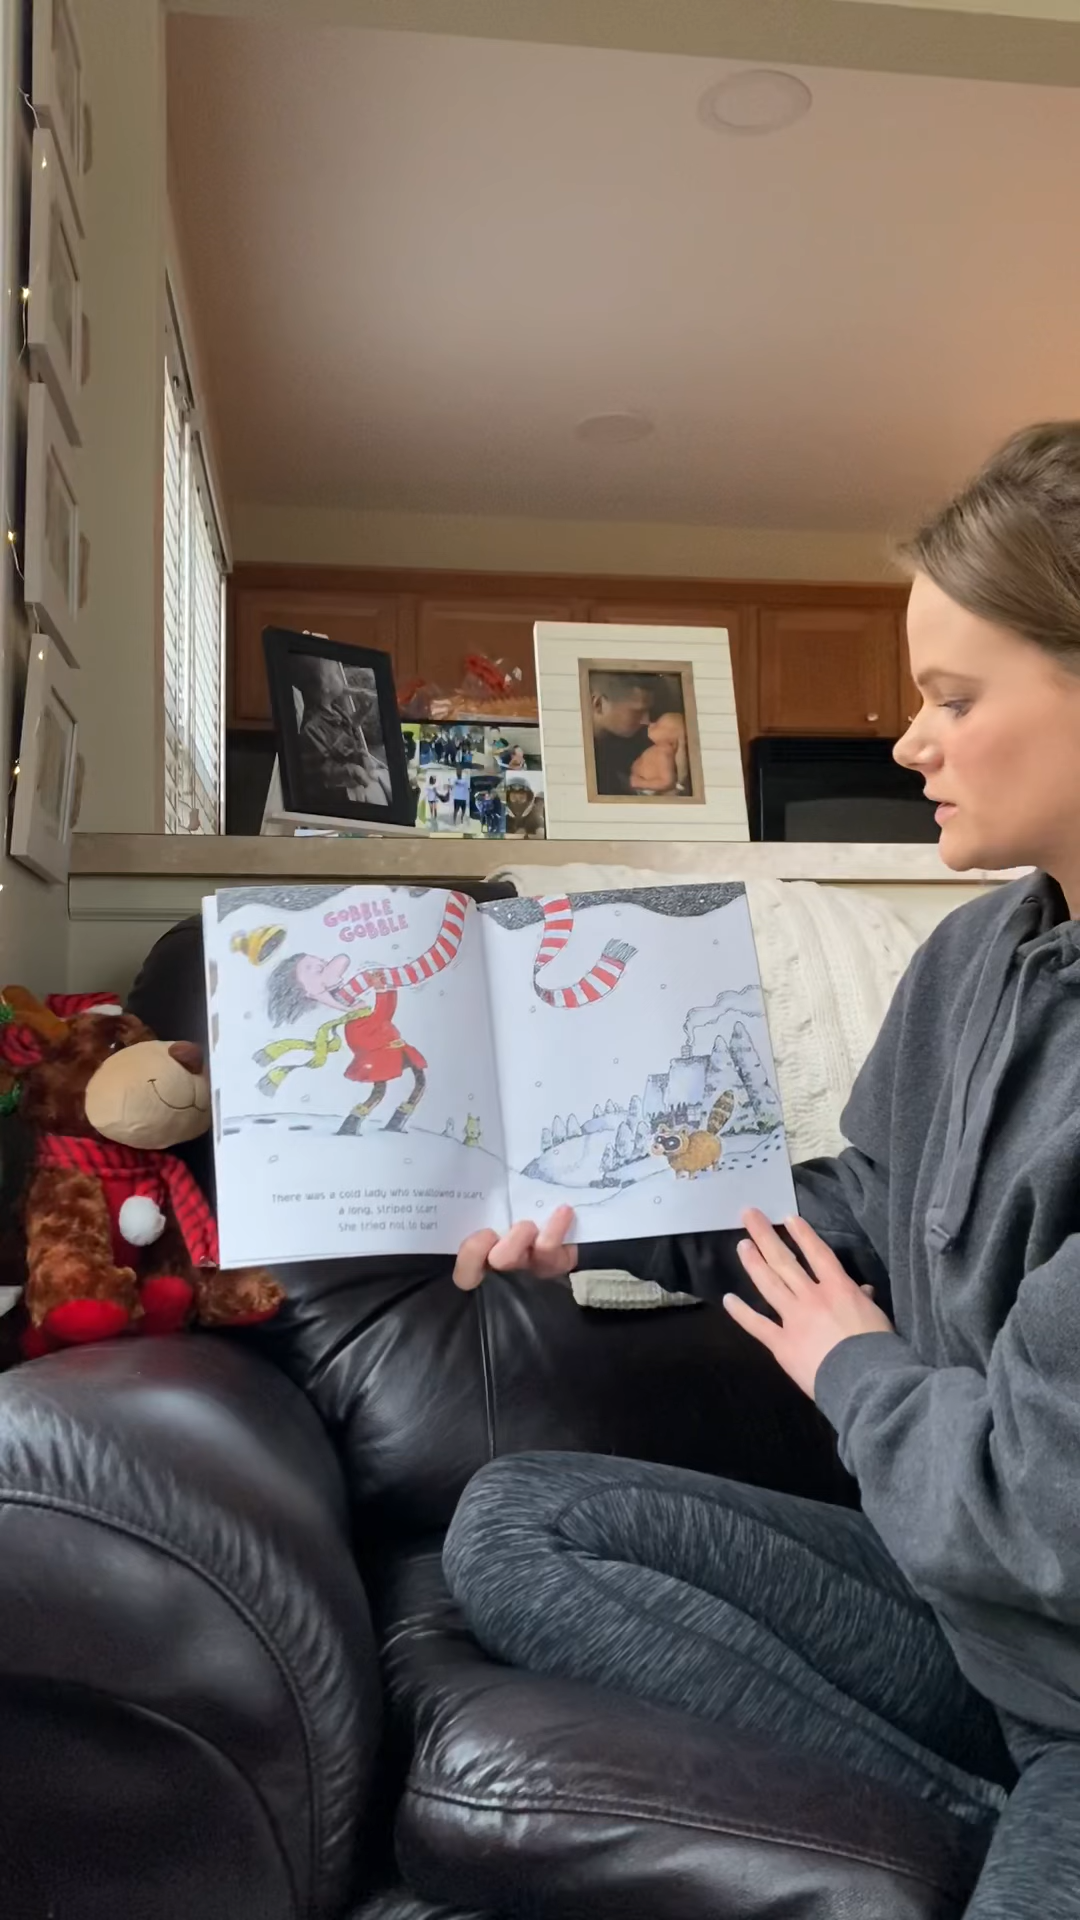 GOBBLE
GOBBLE
There was a cold lady who swallowed a scarf,
a long, striped scarf.
She tried not to barf!